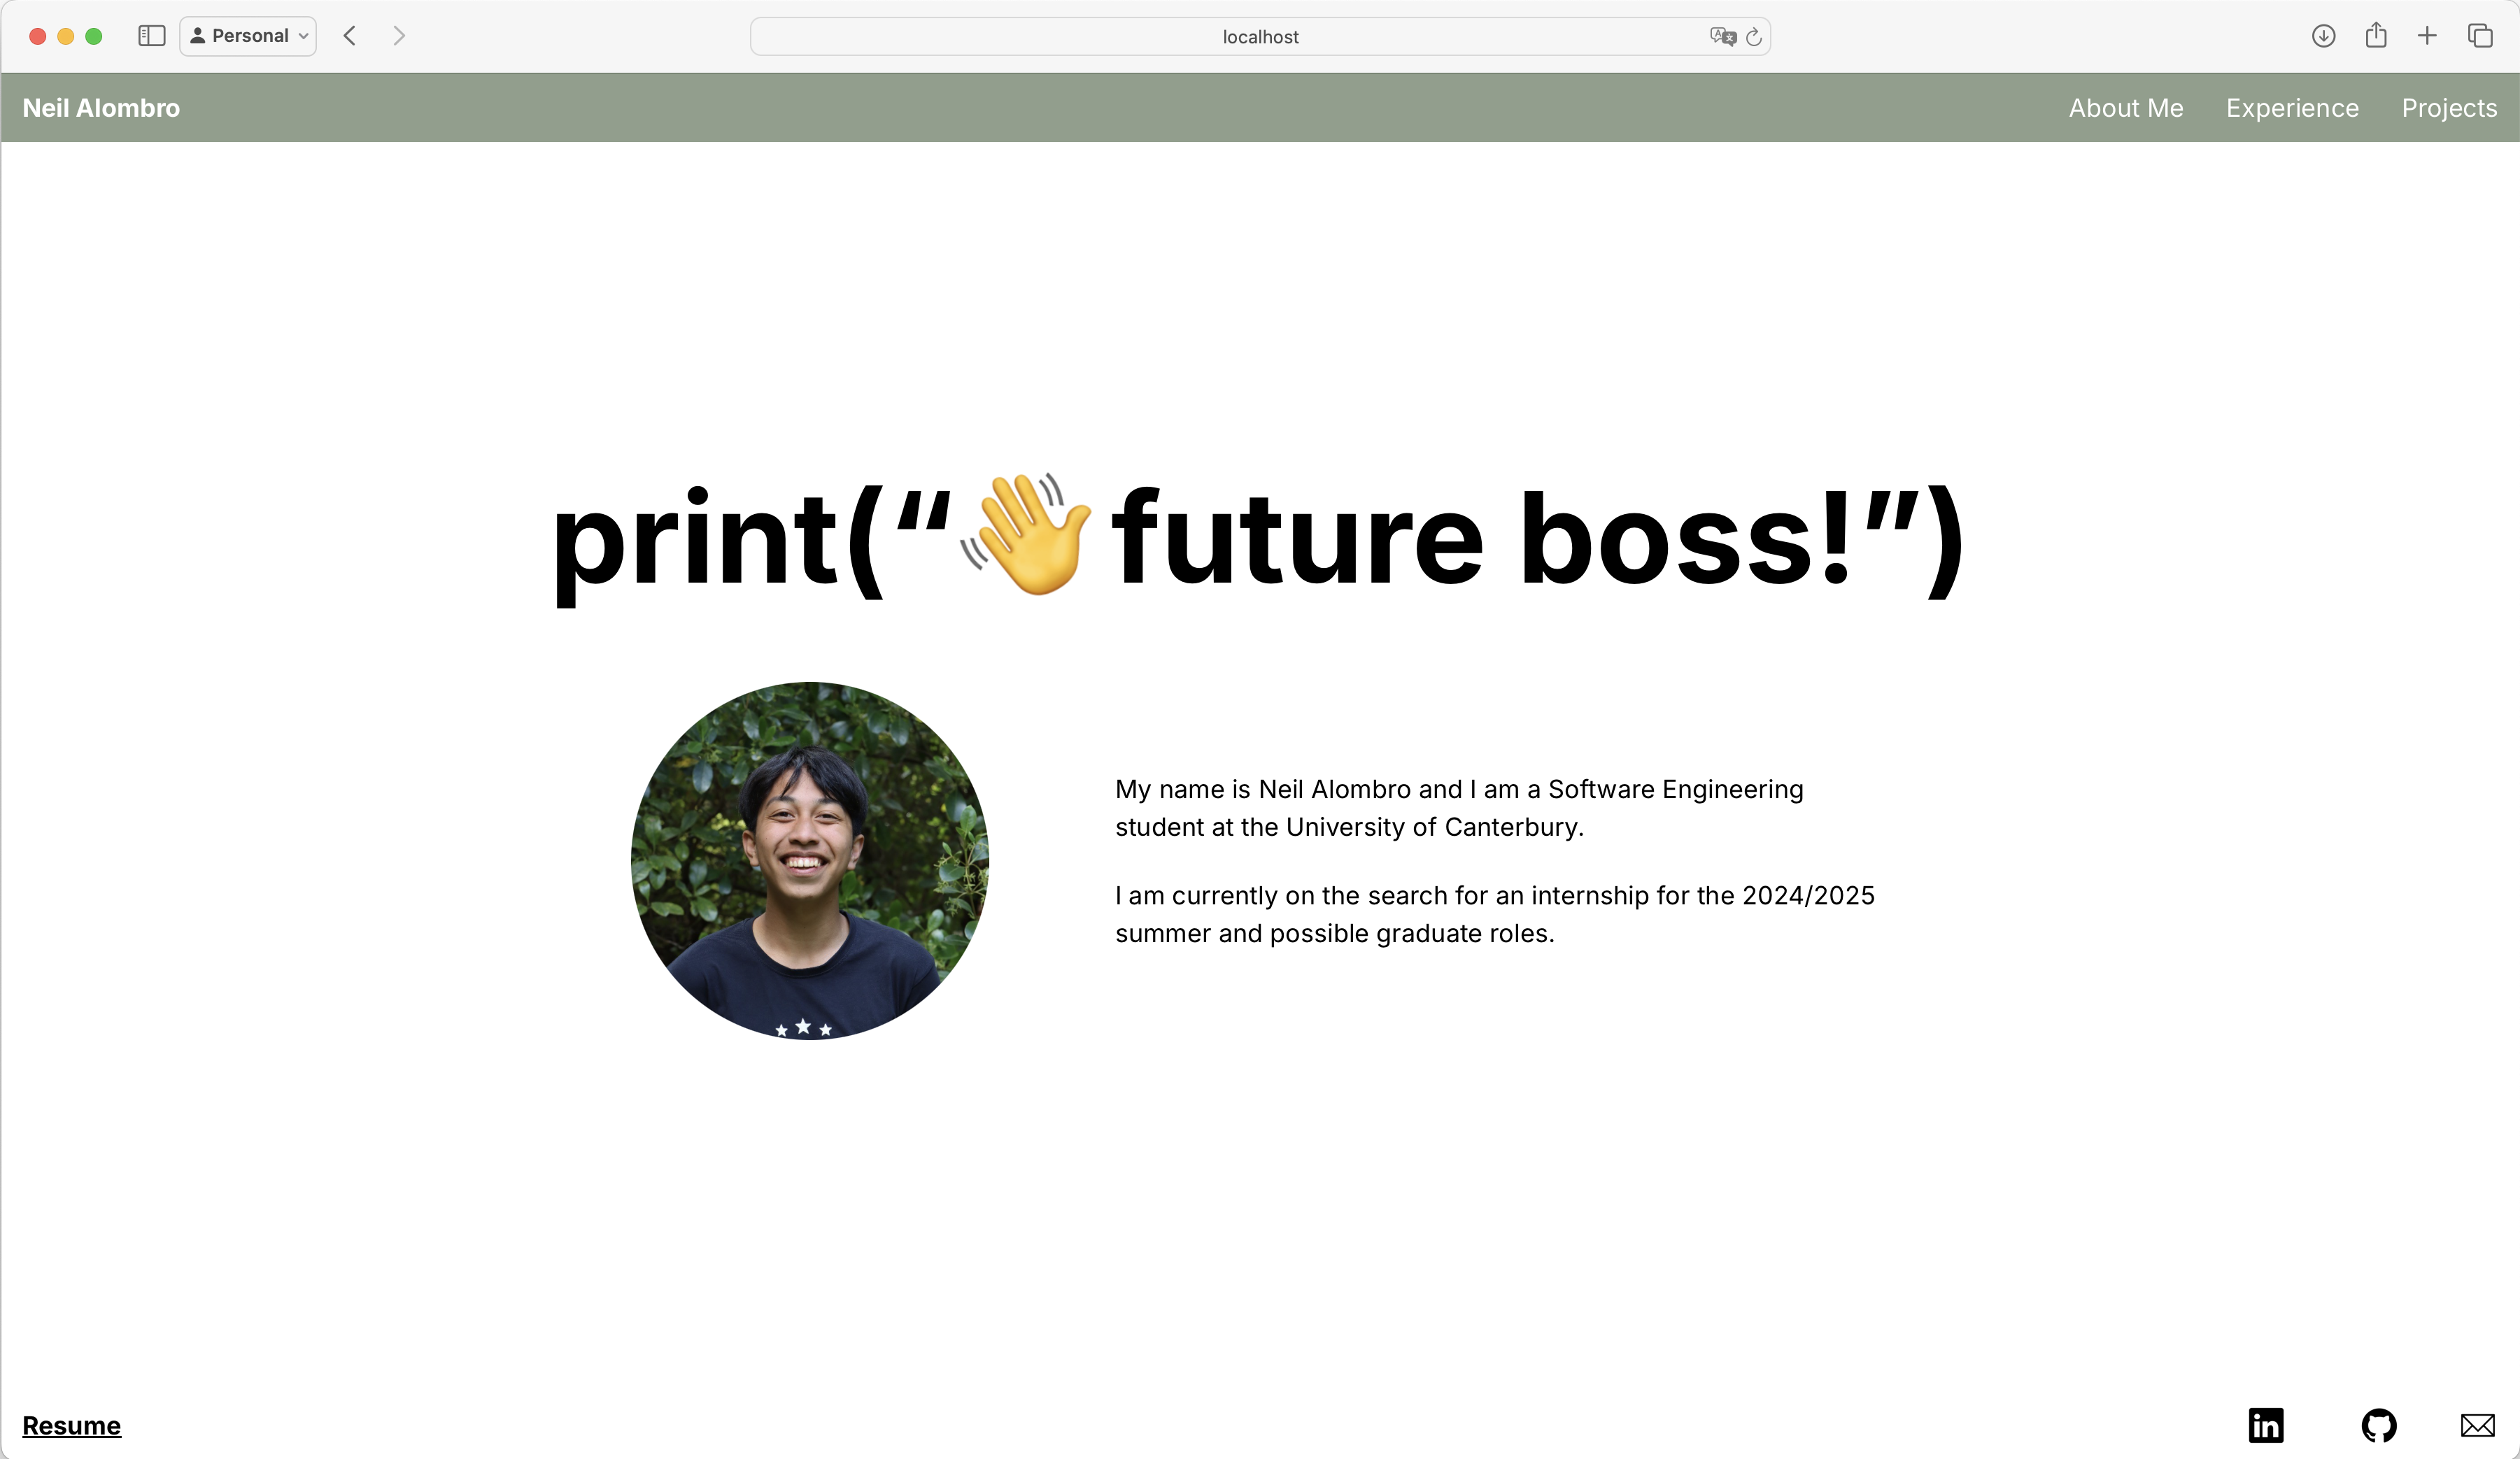 Personal
localhost
Neil Alombro
About Me
Experience
Projects
print(“👋 future boss!”)
My name is Neil Alombro and I am a Software Engineering
student at the University of Canterbury.
I am currently on the search for an internship for the 2024/2025
summer and possible graduate roles.
Resume
in